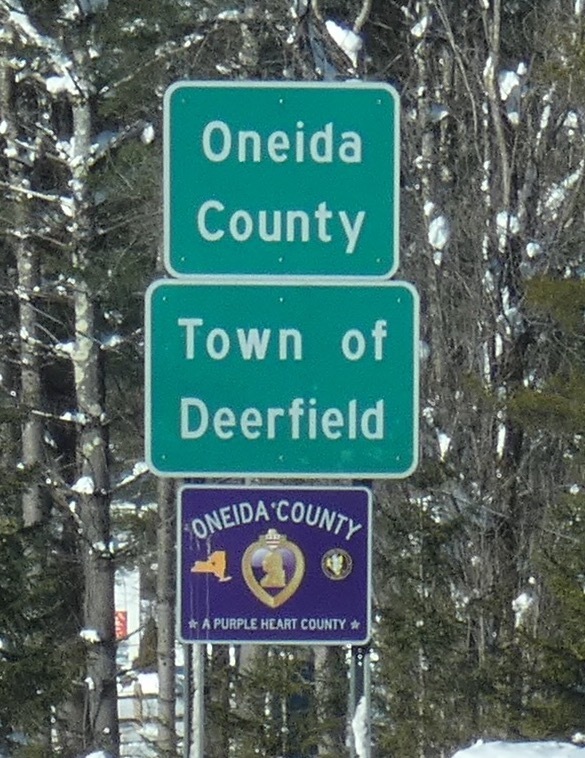 Oneida
County
Town of
Deerfield
ONEIDA COUNTY
★ A PURPLE HEART COUNTY ★